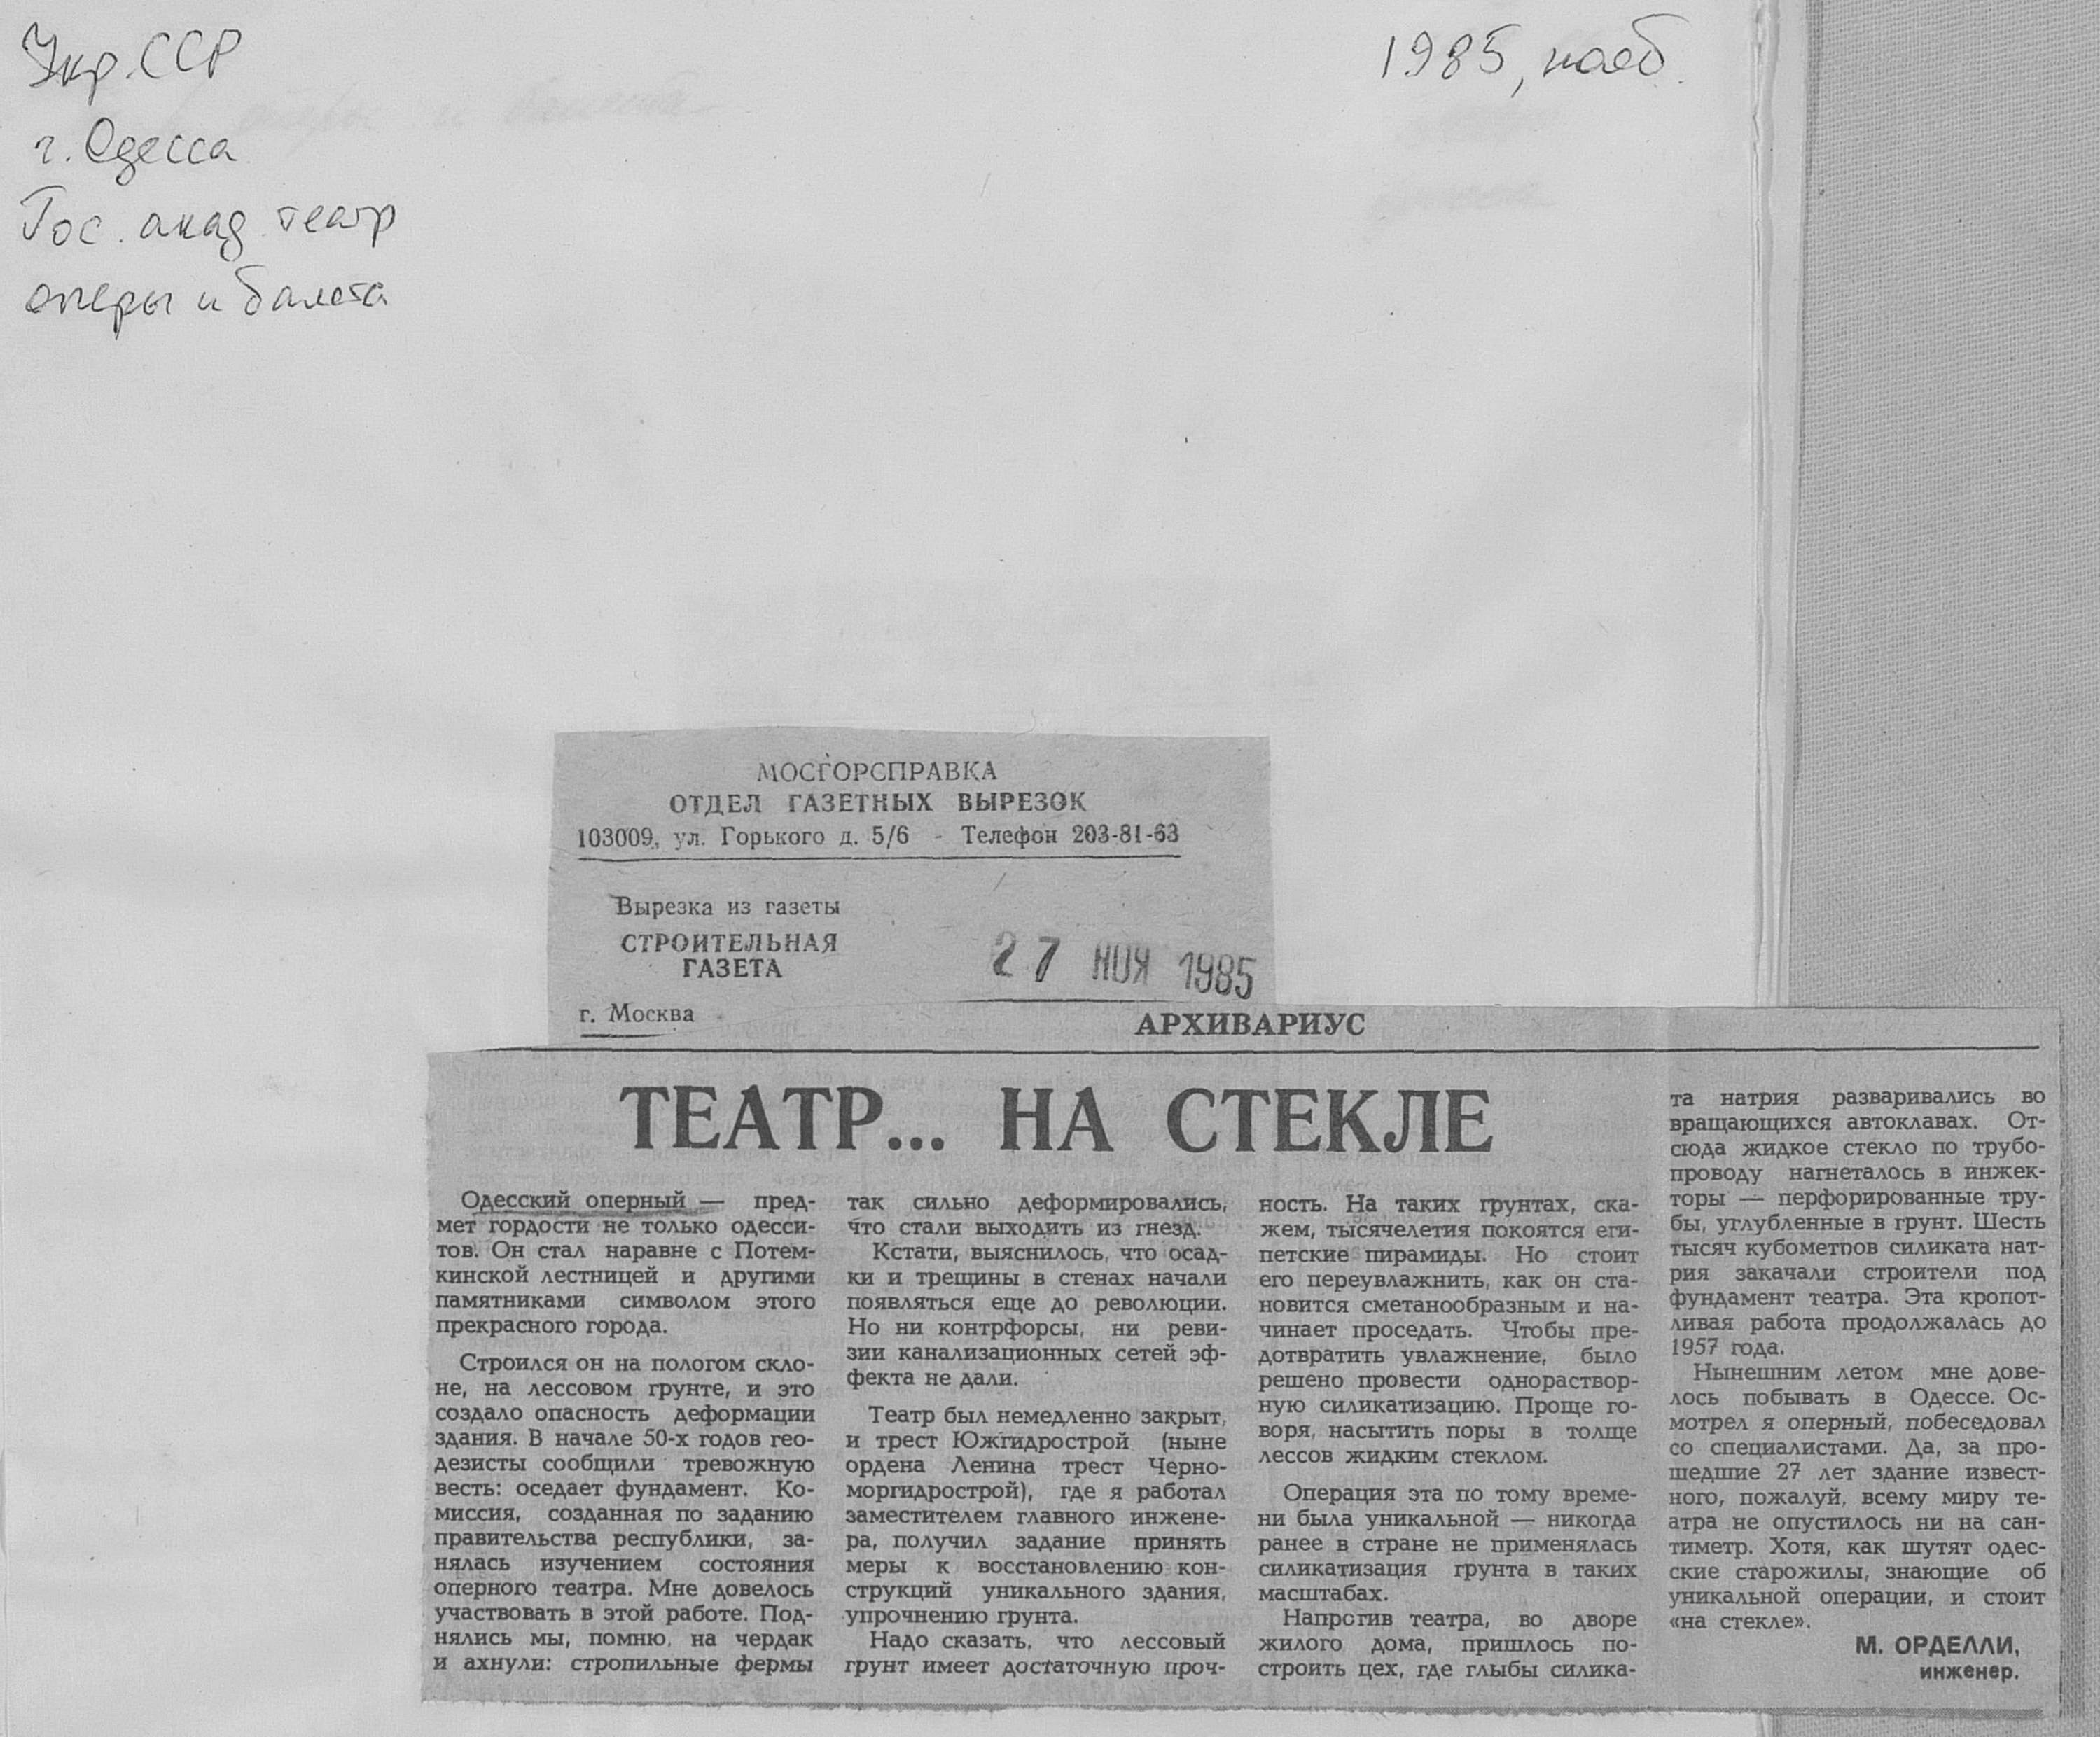 Укр. ССР
г. Одесса
Гос. акад. театр
оперы и балета
1985, нояб.
МОСГОРСПРАВКА
ОТДЕЛ ГАЗЕТНЫХ ВЫРЕЗОК
103009, ул. Горького д. 5/6 - Телефон 203-81-63
Вырезка из газеты
СТРОИТЕЛЬНАЯ
ГАЗЕТА
27 НОЯ 1985
г. Москва
АРХИВАРИУС
ТЕАТР... НА СТЕКЛЕ
Одесский оперный — пред-
мет гордости не только одесси-
тов. Он стал наравне с Потем-
кинской лестницей и другими
памятниками символом этого
прекрасного города.
Строился он на пологом скло-
не, на лессовом грунте, и это
создало опасность деформации
здания. В начале 50-х годов гео-
дезисты сообщили тревожную
весть: оседает фундамент. Ко-
миссия, созданная по заданию
правительства республики, за-
нялась изучением состояния
оперного театра. Мне довелось
участвовать в этой работе. Под-
нялись мы, помню, на чердак
и ахнули: стропильные фермы
так сильно деформировались,
что стали выходить из гнезд.
Кстати, выяснилось, что осад-
ки и трещины в стенах начали
появляться еще до революции.
Но ни контрфорсы, ни реви-
зии канализационных сетей эф-
фекта не дали.
Театр был немедленно закрыт,
и трест Южгидрострой (ныне
ордена Ленина трест Черно-
моргидрострой), где я работал
заместителем главного инжене-
ра, получил задание принять
меры к восстановлению кон-
струкций уникального здания,
упрочнению грунта.
Надо сказать, что лессовый
грунт имеет достаточную проч-
ность. На таких грунтах, ска-
жем, тысячелетия покоятся еги-
петские пирамиды. Но стоит
его переувлажнить, как он ста-
новится сметанообразным и на-
чинает проседать. Чтобы пре-
дотвратить увлажнение, было
решено провести однораствор-
ную силикатизацию. Проще го-
воря, насытить поры в толще
лессов жидким стеклом.
Операция эта по тому време-
ни была уникальной — никогда
ранее в стране не применялась
силикатизация грунта в таких
масштабах.
Напротив театра, во дворе
жилого дома, пришлось по-
строить цех, где глыбы силика-
та натрия разваривались во
вращающихся автоклавах. От-
сюда жидкое стекло по трубо-
проводу нагнеталось в инжек-
торы — перфорированные тру-
бы, углубленные в грунт. Шесть
тысяч кубометров силиката нат-
рия закачали строители под
фундамент театра. Эта кропот-
ливая работа продолжалась до
1957 года.
Нынешним летом мне дове-
лось побывать в Одессе. Ос-
мотрел я оперный, побеседовал
со специалистами. Да, за про-
шедшие 27 лет здание извест-
ного, пожалуй, всему миру те-
атра не опустилось ни на сан-
тиметр. Хотя, как шутят одес-
ские старожилы, знающие об
уникальной операции, и стоит
«на стекле».
М. ОРДЕЛЛИ,
инженер.